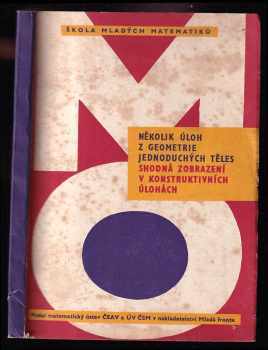 ŠKOLA MLADÝCH MATEMATIKŮ
NĚKOLIK ÚLOH
Z GEOMETRIE
JEDNODUCHÝCH TĚLES
SHODNÁ ZOBRAZENÍ
V KONSTRUKTIVNÍCH
ÚLOHÁCH
Vydal matematický ústav ČSAV a ÚV ČSM v nakladatelství Mladá fronta